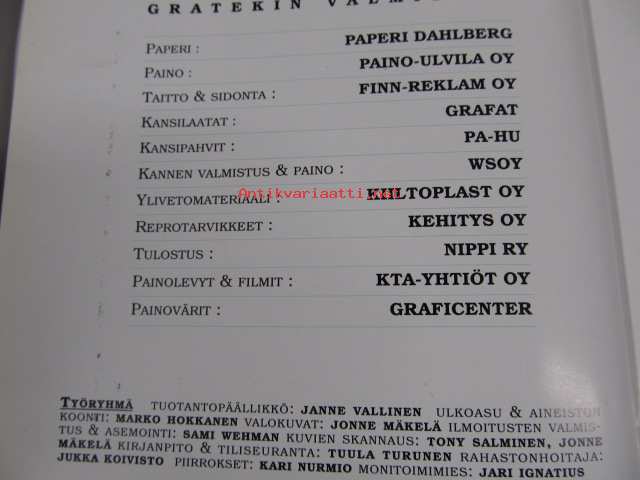 GRATEKIN
PAPERI : PAPERI DAHLBERG
PAINO : PAINO-ULVILA OY
TAITTO & SIDONTA : FINN-REKLAM OY
KANSILAATAT : GRAFAT
KANSIPAHVIT : PA-HU
KANNEN VALMISTUS & PAINO : WSOY
Antikvariaatti.net
YLIVETOMATERIAALI : KIILTOPLAST OY
REPROTARVIKKEET : KEHITYS OY
TULOSTUS : NIPPI RY
PAINOLEVYT & FILMIT : KTA-YHTIÖT OY
PAINOVÄRIT : GRAFICENTER
TYÖRYHMÄ TUOTANTOPÄÄLLIKKÖ: JANNE VALLINEN ULKOASU & AINEISTON
KOONTI: MARKO HOKKANEN VALOKUVAT: JONNE MÄKELÄ ILMOITUSTEN VALMIS-
TUS & ASEMOINTI: SAMI WEHMAN KUVIEN SKANNAUS: TONY SALMINEN, JONNE
MÄKELÄ KIRJANPITO & TILISEURANTA: TUULA TURUNEN RAHASTONHOITAJA:
JUKKA KOIVISTO PIIRROKSET: KARI NURMIO MONITOIMIMIES: JARI IGNATIUS